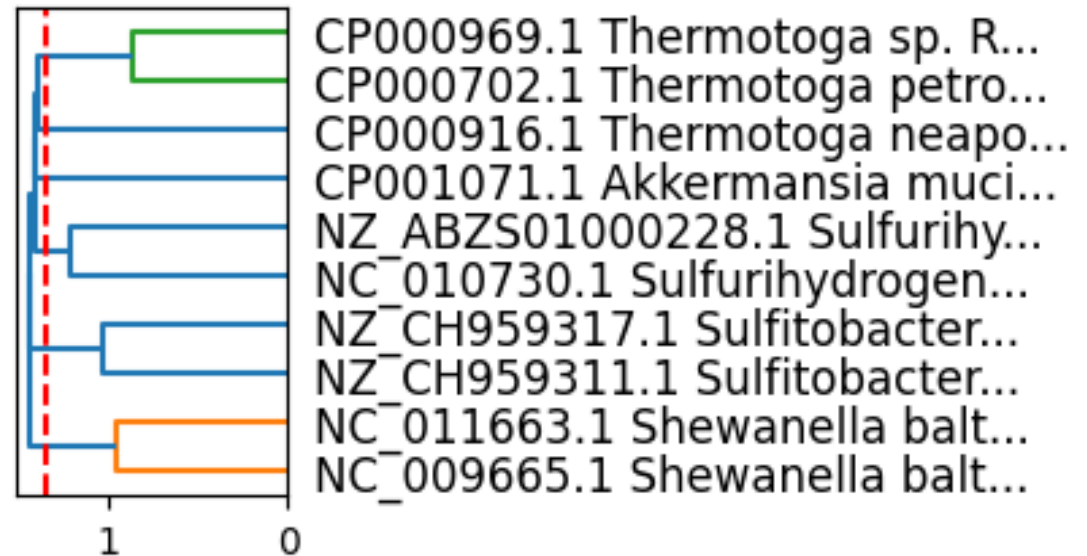 CP000969.1 Thermotoga sp. R...
CP000702.1 Thermotoga petro...
CP000916.1 Thermotoga neapo...
CP001071.1 Akkermansia muci...
NZ_ABZS01000228.1 Sulfurihy...
NC_010730.1 Sulfurihydrogen...
NZ_CH959317.1 Sulfitobacter...
NZ_CH959311.1 Sulfitobacter...
NC_011663.1 Shewanella balt...
NC_009665.1 Shewanella balt...
1 0